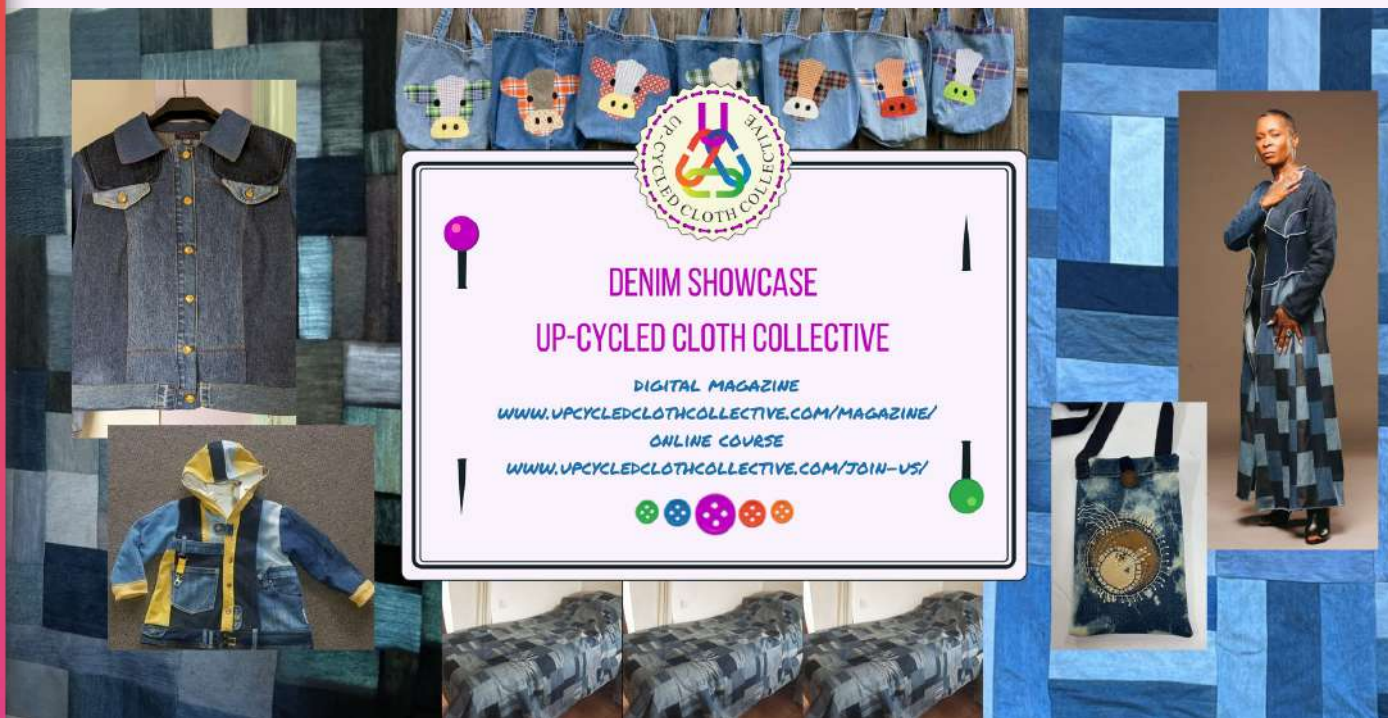 UP-CYCLED CLOTH COLLECTIVE
DENIM SHOWCASE
UP-CYCLED CLOTH COLLECTIVE
DIGITAL MAGAZINE
WWW.UPCYCLEDCLOTHCOLLECTIVE.COM/MAGAZINE/
ONLINE COURSE
WWW.UPCYCLEDCLOTHCOLLECTIVE.COM/JOIN-US/